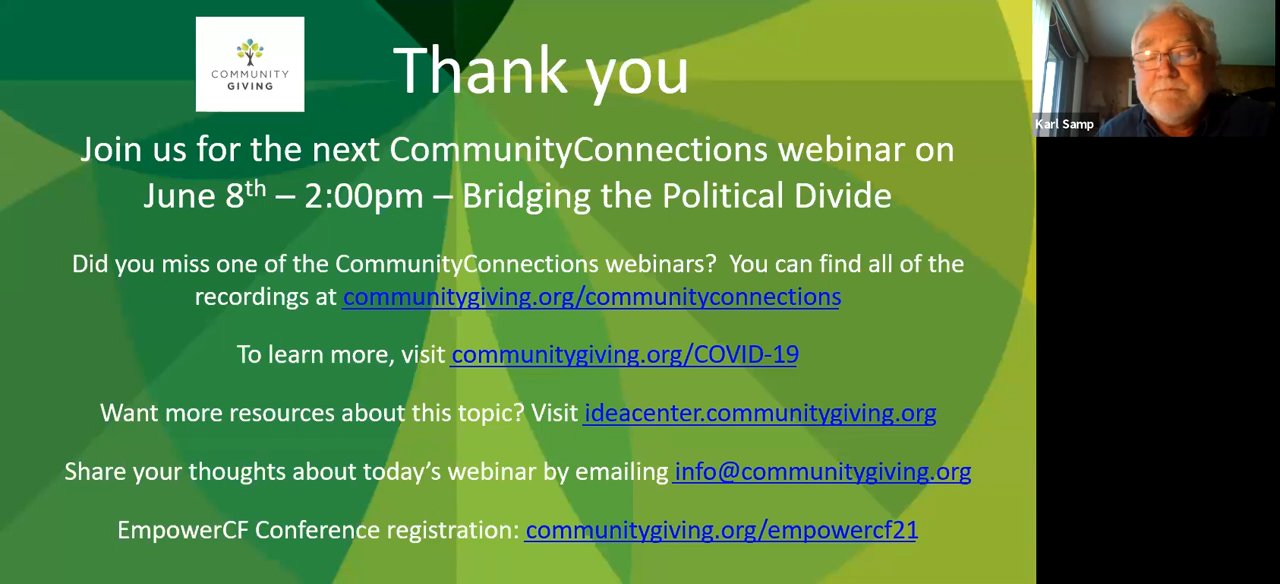 COMMUNITY
GIVING
Thank you
Join us for the next CommunityConnections webinar on
June 8th – 2:00pm – Bridging the Political Divide
Did you miss one of the CommunityConnections webinars?  You can find all of the
recordings at communitygiving.org/communityconnections
To learn more, visit communitygiving.org/COVID-19
Want more resources about this topic? Visit ideacenter.communitygiving.org
Share your thoughts about today’s webinar by emailing info@communitygiving.org
EmpowerCF Conference registration: communitygiving.org/empowercf21
Karl Samp